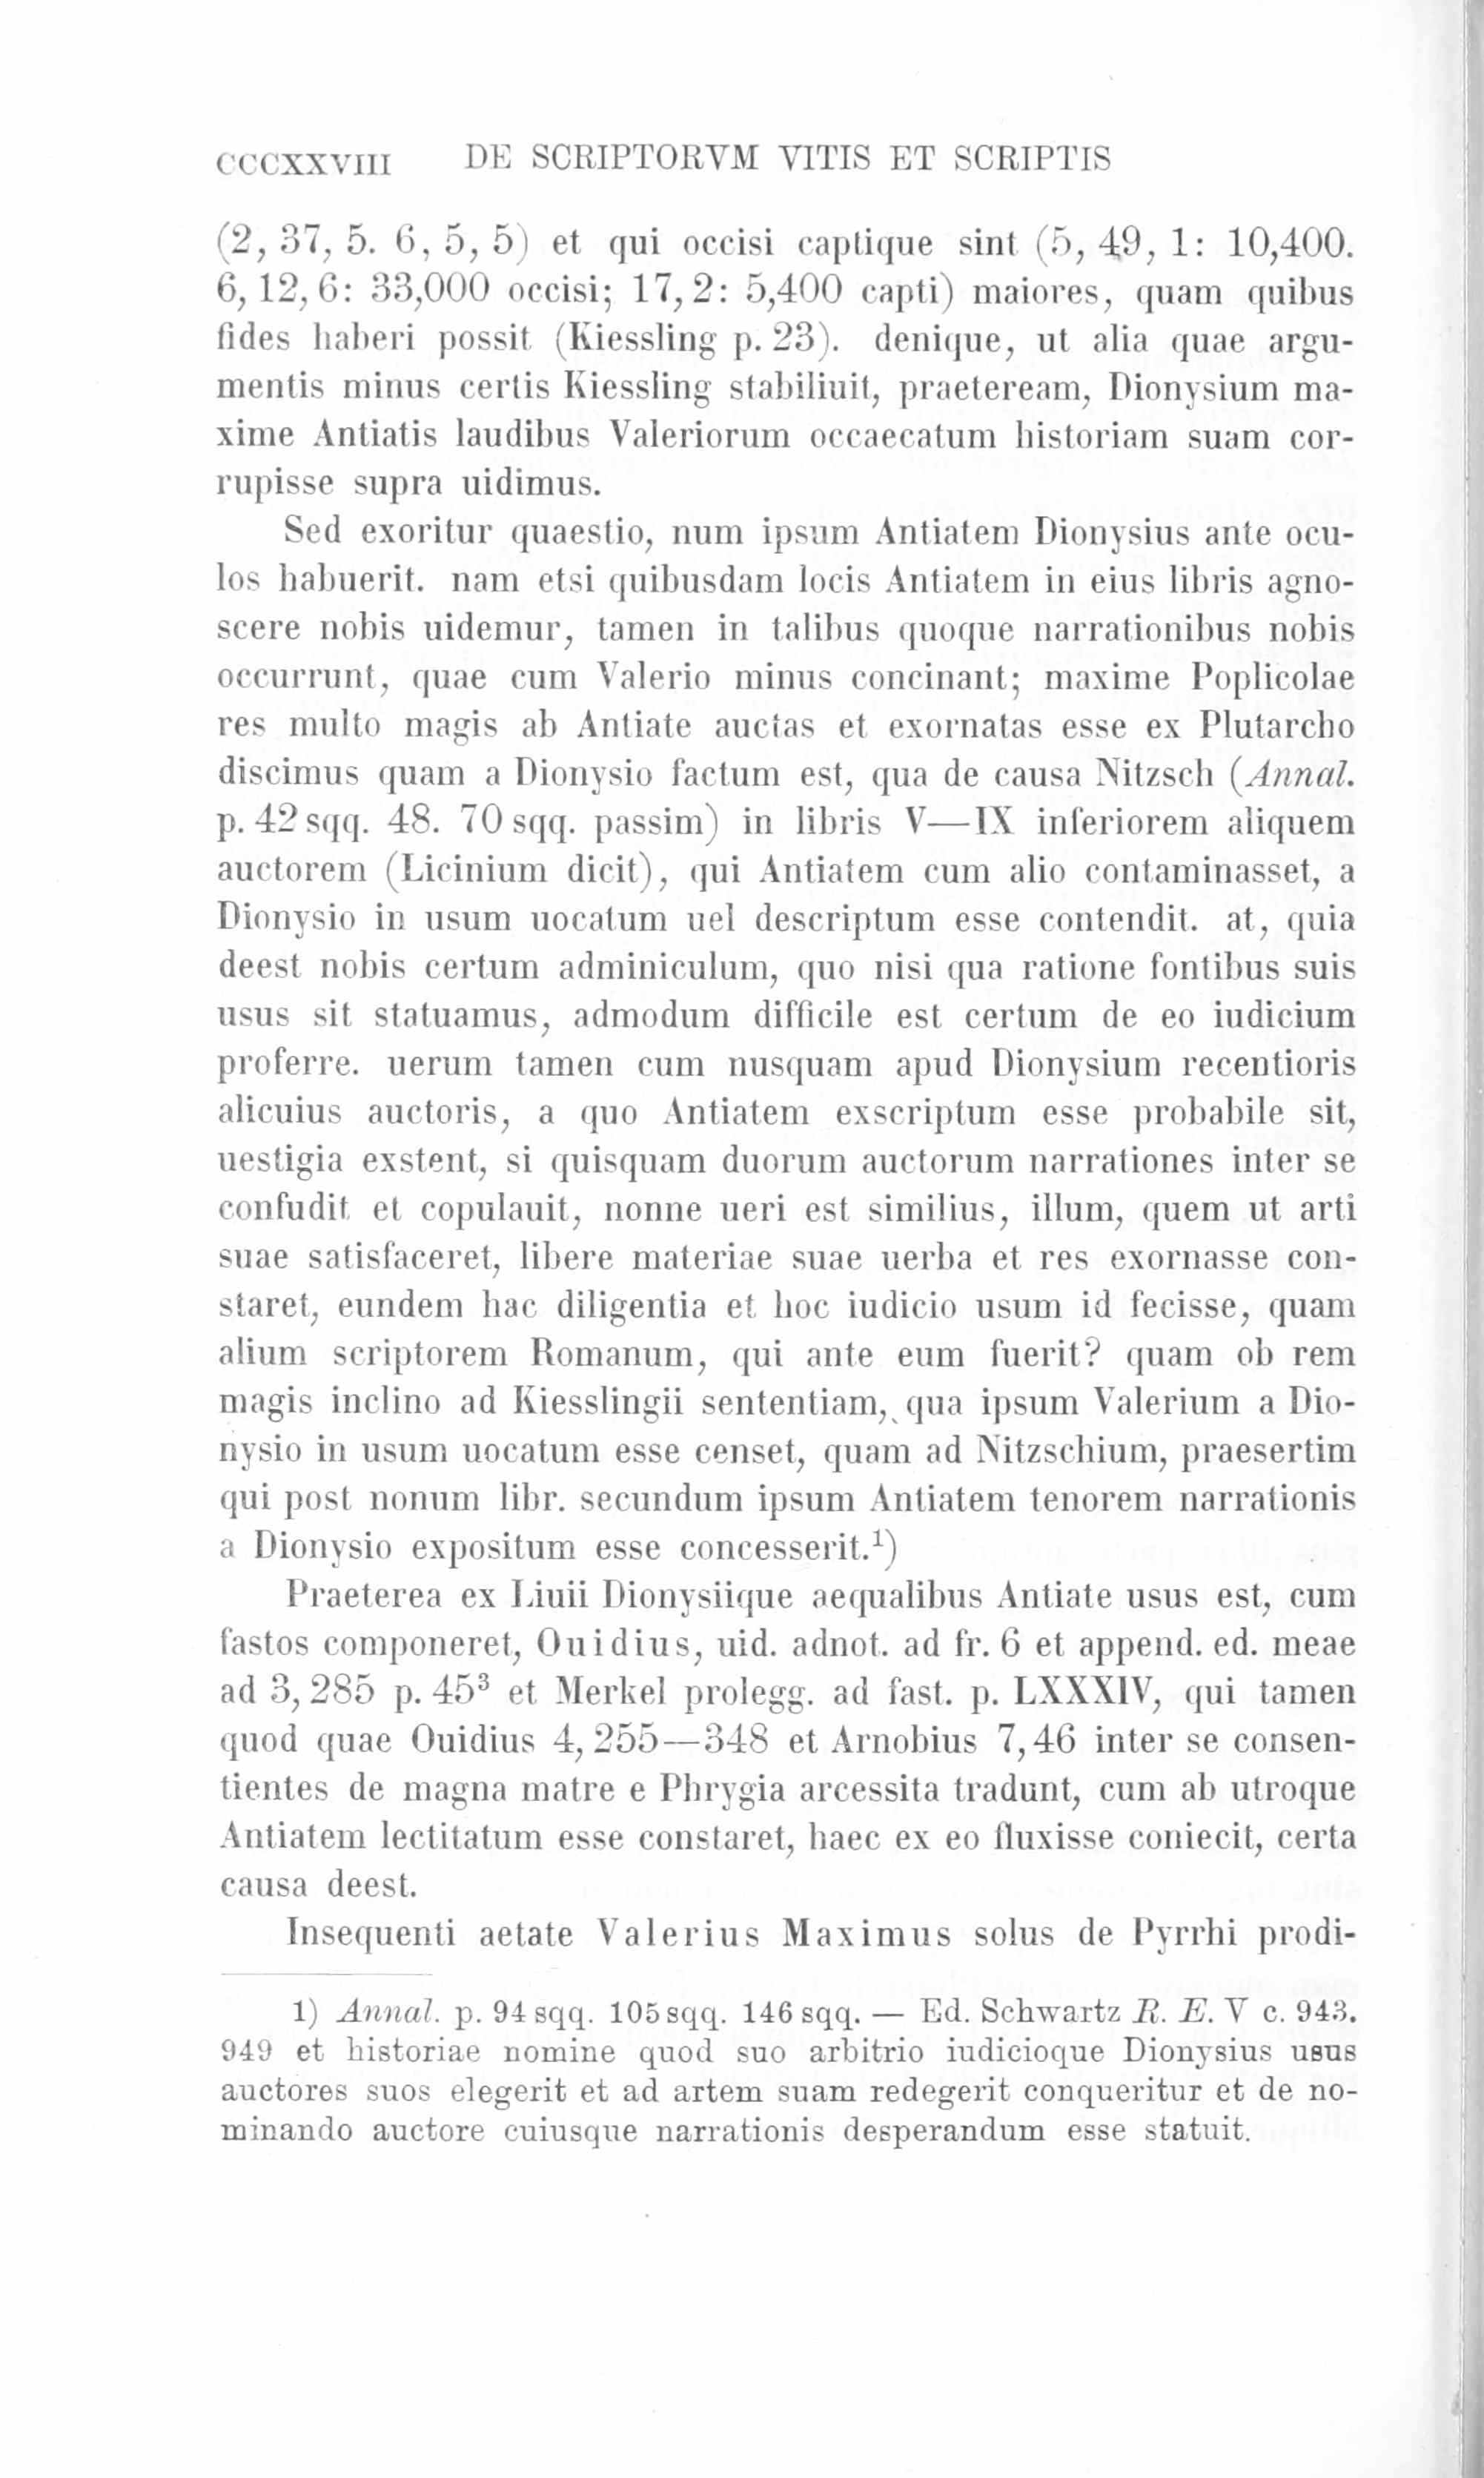 CCCXXVIII DE SCRIPTORVM VITIS ET SCRIPTIS
(2, 37, 5. 6, 5, 5) et qui occisi captique sint (5, 49, 1: 10,400.
6, 12, 6: 33,000 occisi; 17, 2: 5,400 capti) maiores, quam quibus
fides haberi possit (Kiessling p. 23). denique, ut alia quae argu-
mentis minus certis Kiessling stabiliuit, praeteream, Dionysium ma-
xime Antiatis laudibus Valeriorum occaecatum historiam suam cor-
rupisse supra uidimus.
Sed exoritur quaestio, num ipsum Antiatem Dionysius ante ocu-
los habuerit. nam etsi quibusdam locis Antiatem in eius libris agno-
scere nobis uidemur, tamen in talibus quoque narrationibus nobis
occurrunt, quae cum Valerio minus concinant; maxime Poplicolae
res multo magis ab Antiate auctas et exornatas esse ex Plutarcho
discimus quam a Dionysio factum est, qua de causa Nitzsch (Annal.
p. 42 sqq. 48. 70 sqq. passim) in libris V—IX inferiorem aliquem
auctorem (Licinium dicit), qui Antiatem cum alio contaminasset, a
Dionysio in usum uocatum uel descriptum esse contendit. at, quia
deest nobis certum adminiculum, quo nisi qua ratione fontibus suis
usus sit statuamus, admodum difficile est certum de eo iudicium
proferre. uerum tamen cum nusquam apud Dionysium recentioris
alicuius auctoris, a quo Antiatem exscriptum esse probabile sit,
uestigia exstent, si quisquam duorum auctorum narrationes inter se
confudit et copulauit, nonne ueri est similius, illum, quem ut arti
suae satisfaceret, libere materiae suae uerba et res exornasse con-
staret, eundem hac diligentia et hoc iudicio usum id fecisse, quam
alium scriptorem Romanum, qui ante eum fuerit? quam ob rem
magis inclino ad Kiesslingii sententiam, qua ipsum Valerium a Dio-
nysio in usum uocatum esse censet, quam ad Nitzschium, praesertim
qui post nonum libr. secundum ipsum Antiatem tenorem narrationis
a Dionysio expositum esse concesserit.¹)
Praeterea ex Liuii Dionysiique aequalibus Antiate usus est, cum
fastos componeret, Ouidius, uid. adnot. ad fr. 6 et append. ed. meae
ad 3, 285 p. 45³ et Merkel prolegg. ad fast. p. LXXXIV, qui tamen
quod quae Ouidius 4, 255—348 et Arnobius 7, 46 inter se consen-
tientes de magna matre e Phrygia arcessita tradunt, cum ab utroque
Antiatem lectitatum esse constaret, haec ex eo fluxisse coniecit, certa
causa deest.
Insequenti aetate Valerius Maximus solus de Pyrrhi prodi-
1) Annal. p. 94 sqq. 105 sqq. 146 sqq. — Ed. Schwartz R. E. V c. 943.
949 et historiae nomine quod suo arbitrio iudicioque Dionysius usus
auctores suos elegerit et ad artem suam redegerit conqueritur et de no-
minando auctore cuiusque narrationis desperandum esse statuit.